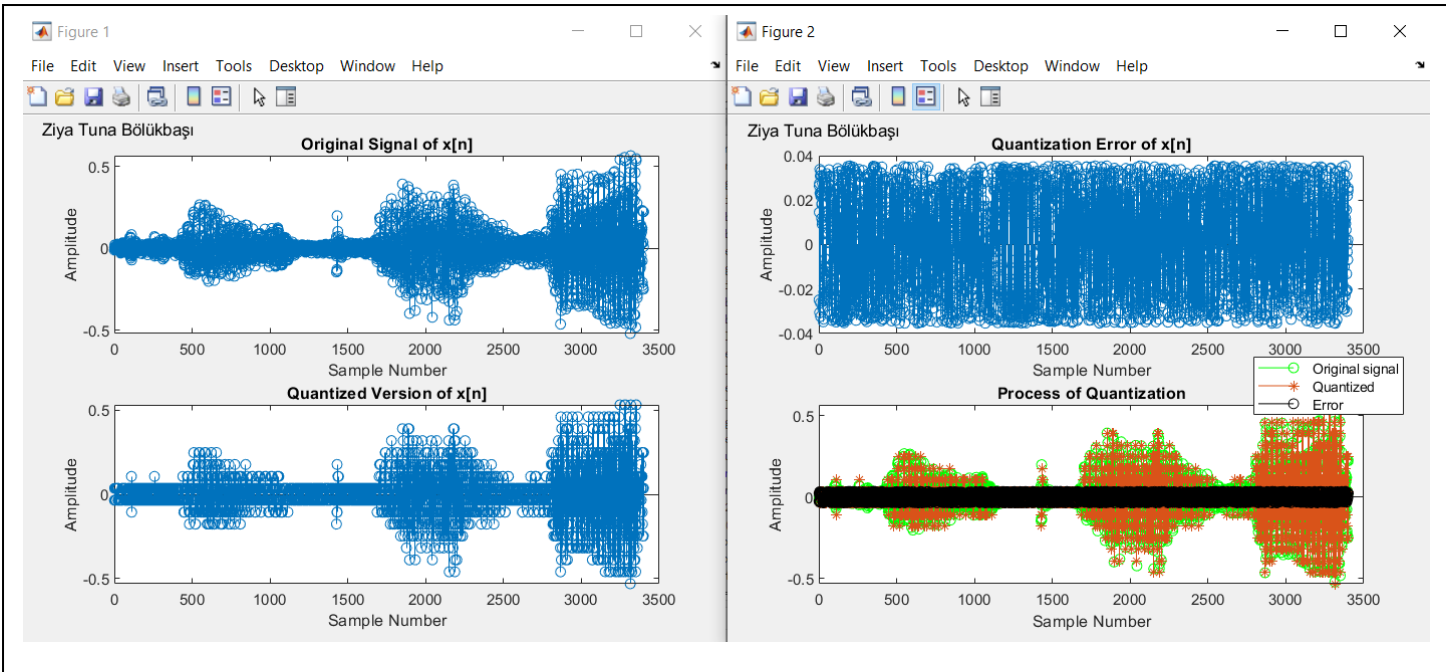 Figure 1
File Edit View Insert Tools Desktop Window Help
Ziya Tuna Bölükbaşı
Original Signal of x[n]
0.5
0
-0.5
Amplitude
0 500 1000 1500 2000 2500 3000 3500
Sample Number
Quantized Version of x[n]
0.5
0
-0.5
Amplitude
0 500 1000 1500 2000 2500 3000 3500
Sample Number
Figure 2
File Edit View Insert Tools Desktop Window Help
Ziya Tuna Bölükbaşı
Quantization Error of x[n]
0.04
0.02
0
-0.02
-0.04
Amplitude
0 500 1000 1500 2000 2500 3000 3500
Sample Number
Original signal
Quantized
Error
Process of Quantization
0.5
0
-0.5
Amplitude
0 500 1000 1500 2000 2500 3000 3500
Sample Number